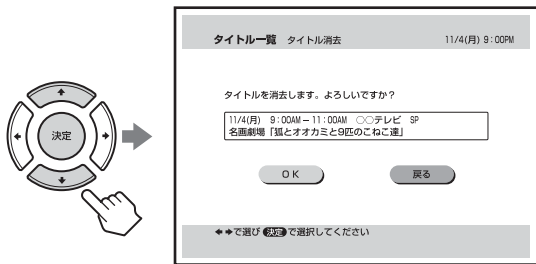 決定
タイトル一覧 タイトル消去 11/4(月) 9:00PM
タイトルを消去します。よろしいですか？
11/4(月) 9:00AM－11:00AM ○○テレビ SP
名画劇場「狐とオオカミと9匹のこねこ達」
OK 戻る
で選び 決定 で選択してください